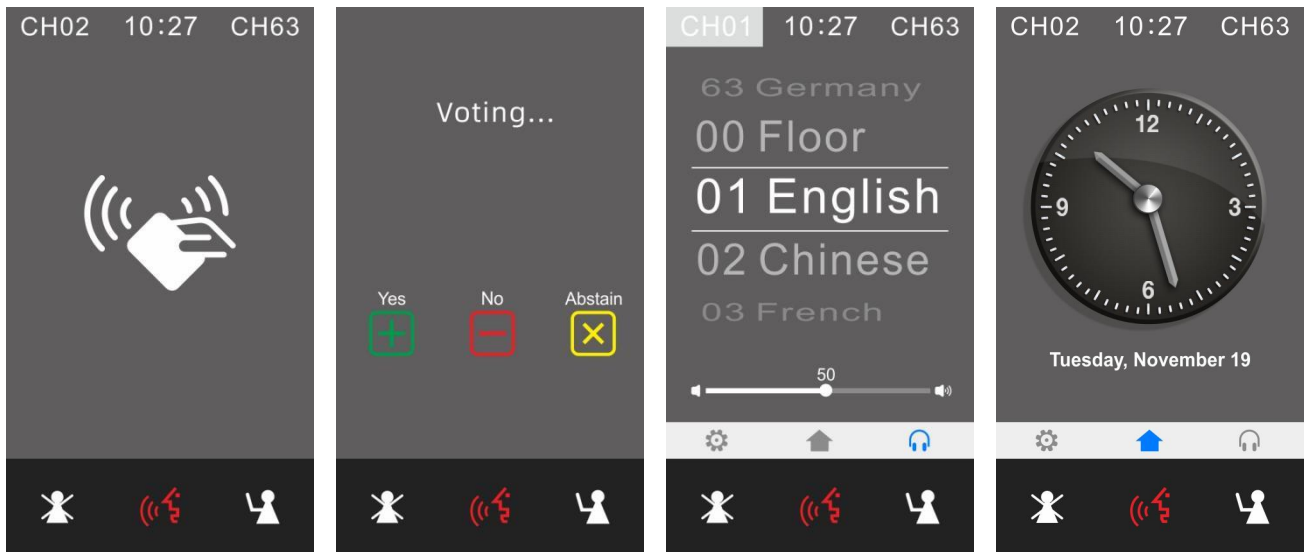 CH02 10:27 CH63
Voting...
Yes No Abstain
CH01 10:27 CH63
63 Germany
00 Floor
01 English
02 Chinese
03 French
50
CH02 10:27 CH63
12
9 3
6
Tuesday, November 19